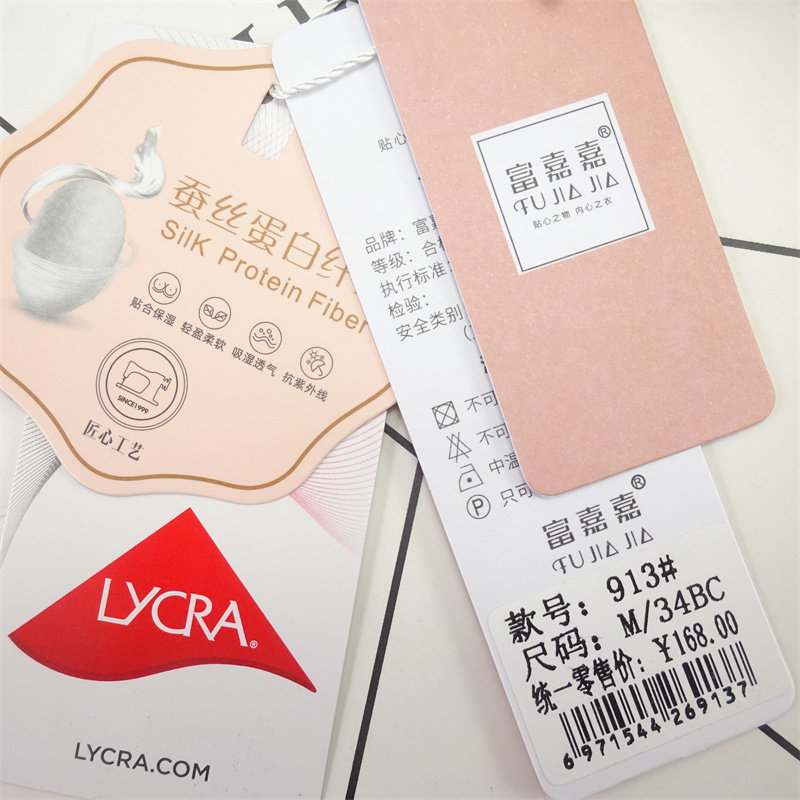 蚕丝蛋白纤
SilK Protein Fiber
贴合保湿 轻盈柔软 吸湿透气 抗紫外线
SINCE1999
匠心工艺
LYCRA®
LYCRA.COM
贴心
品牌：富嘉
等级：合
执行标准：
检验：
安全类别
不可
不可
中温
P 只可
富嘉嘉®
FU JIA JIA
贴心之物 内心之衣
富嘉嘉®
FU JIA JIA
款号：913#
尺码：M/34BC
统一零售价：¥168.00
6 971544 269137